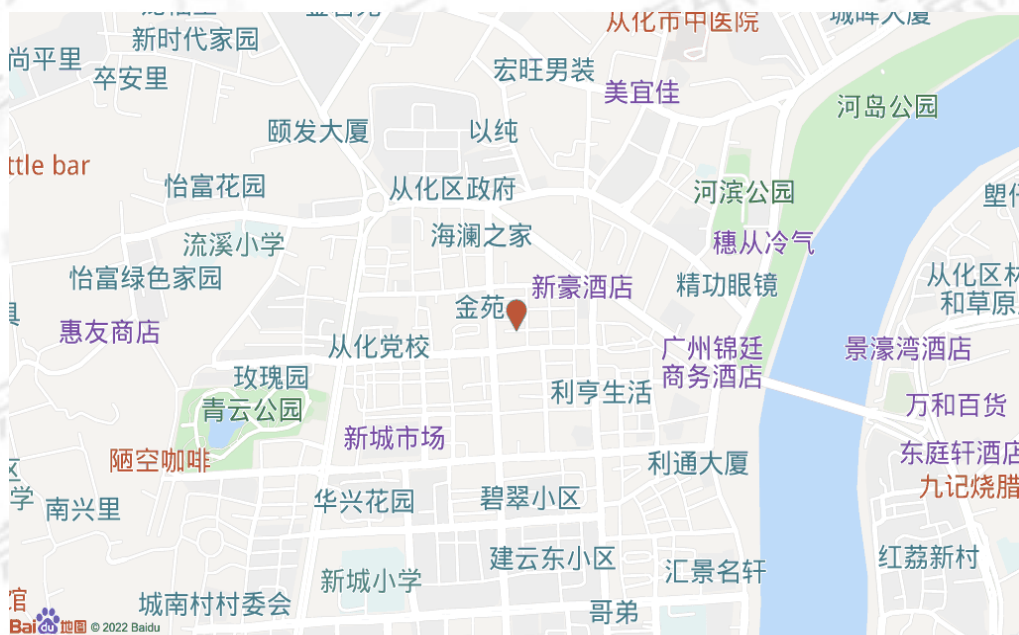 从化市中医院
城晖大厦
新时代家园
尚平里
卒安里
宏旺男装
美宜佳
河岛公园
颐发大厦
以纯
ttle bar
怡富花园
从化区政府
河滨公园
海澜之家
流溪小学
穗从冷气
怡富绿色家园
新豪酒店
精功眼镜
从化区林
和草原
金苑
惠友商店
从化党校
广州锦廷
商务酒店
景濠湾酒店
玫瑰园
利亨生活
青云公园
万和百货
新城市场
陋空咖啡
利通大厦
东庭轩酒店
区
学
九记烧腊
南兴里
华兴花园
碧翠小区
建云东小区
红荔新村
新城小学
汇景名轩
馆
城南村村委会
哥弟
Bai du 地图 © 2022 Baidu